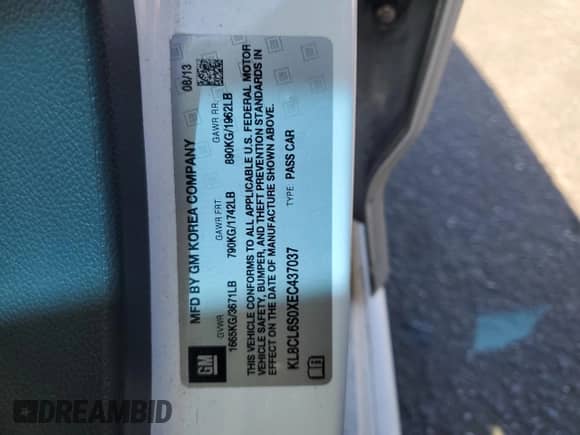 MFD BY GM KOREA COMPANY 08/13
GVWR GAWR FRT GAWR RR
1665KG/3671LB 790KG/1742LB 890KG/1962LB
THIS VEHICLE CONFORMS TO ALL APPLICABLE U.S. FEDERAL MOTOR
VEHICLE SAFETY, BUMPER, AND THEFT PREVENTION STANDARDS IN
EFFECT ON THE DATE OF MANUFACTURE SHOWN ABOVE.
KL8CL6S0XEC437037 TYPE: PASS CAR
GM
DREAMBID